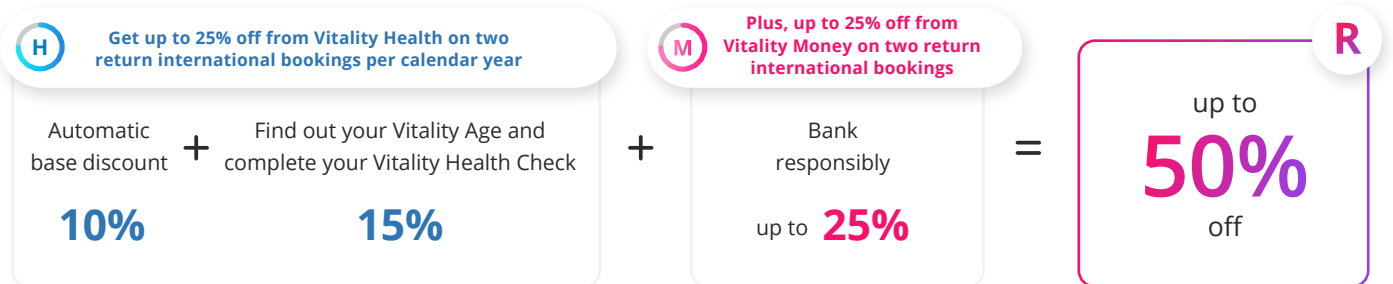 H
Get up to 25% off from Vitality Health on two
return international bookings per calendar year
M
Plus, up to 25% off from
Vitality Money on two return
international bookings
R
Automatic
base discount
10%
+
Find out your Vitality Age and
complete your Vitality Health Check
15%
+
Bank
responsibly
up to 25%
=
up to
50%
off